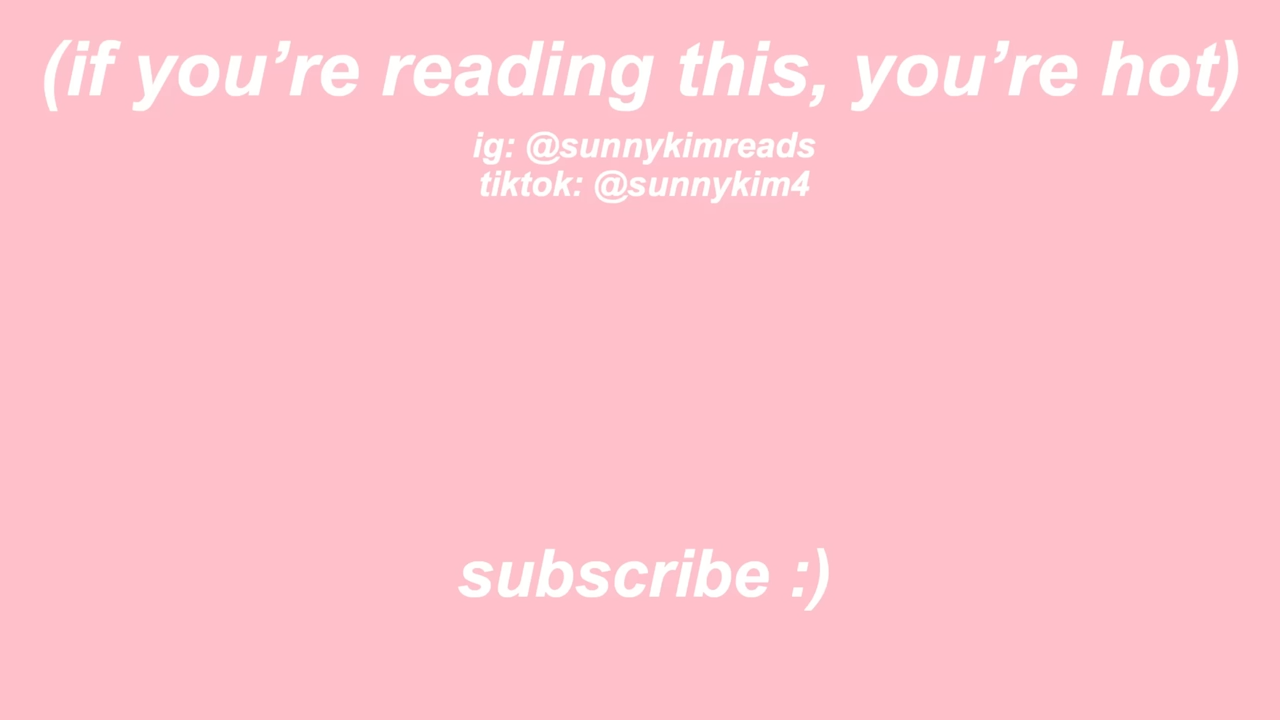 (if you’re reading this, you’re hot)
ig: @sunnykimreads
tiktok: @sunnykim4
subscribe :)